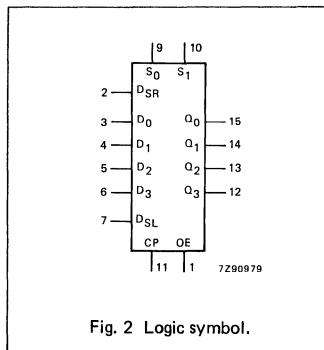 9 10
S0 S1
2 DSR
3 D0 Q0 15
4 D1 Q1 14
5 D2 Q2 13
6 D3 Q3 12
7 DSL
CP OE
11 1 7Z90979
Fig. 2 Logic symbol.